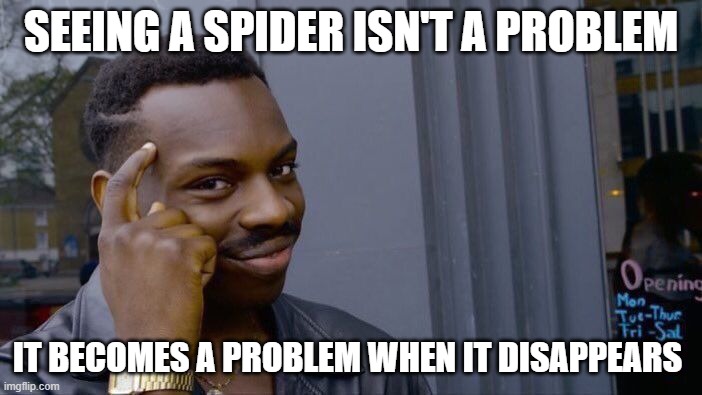 SEEING A SPIDER ISN'T A PROBLEM
Opening
Mon
Tue-Thur
Fri-Sat
IT BECOMES A PROBLEM WHEN IT DISAPPEARS
imgflip.com